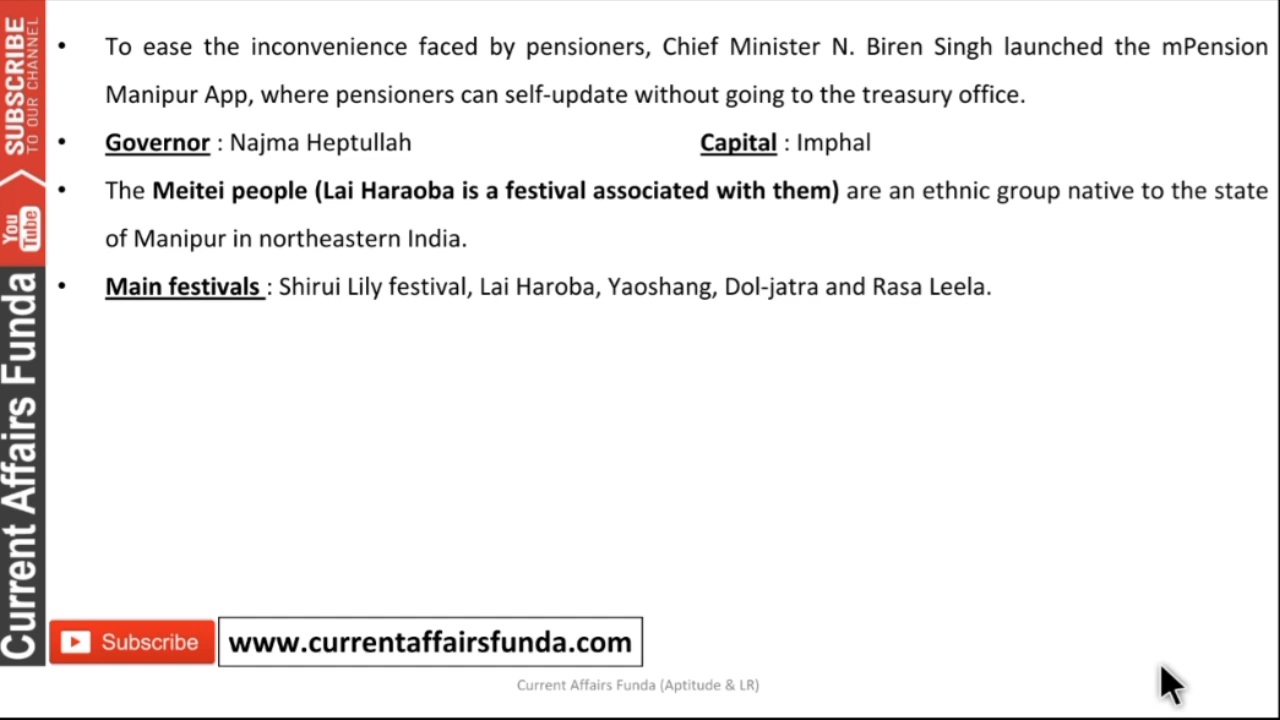 • To ease the inconvenience faced by pensioners, Chief Minister N. Biren Singh launched the mPension
Manipur App, where pensioners can self-update without going to the treasury office.
• Governor : Najma Heptullah Capital : Imphal
• The Meitei people (Lai Haraoba is a festival associated with them) are an ethnic group native to the state
of Manipur in northeastern India.
• Main festivals : Shirui Lily festival, Lai Haroba, Yaoshang, Dol-jatra and Rasa Leela.
SUBSCRIBE
TO OUR CHANNEL
You
Tube
Current Affairs Funda
Subscribe
www.currentaffairsfunda.com
Current Affairs Funda (Aptitude & LR)